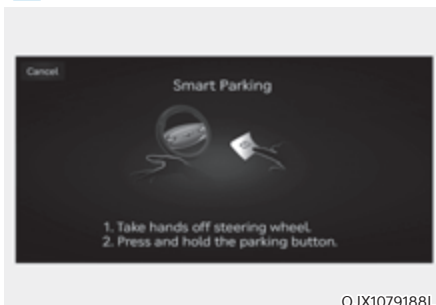 Cancel
Smart Parking
1. Take hands off steering wheel.
2. Press and hold the parking button.
OJX1079188L